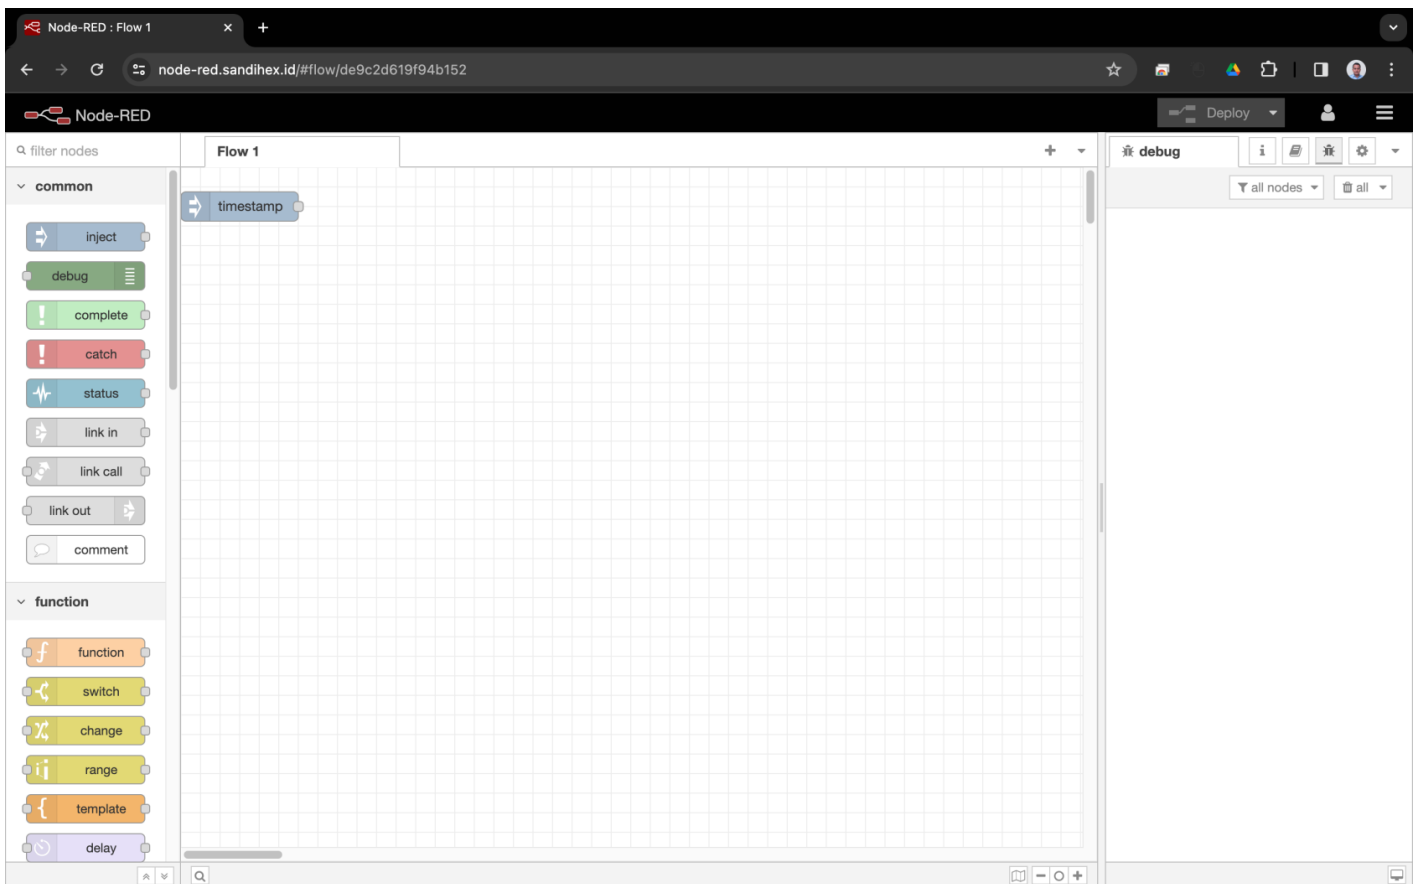 Node-RED : Flow 1
node-red.sandihex.id/#flow/de9c2d619f94b152
Node-RED
Deploy
filter nodes
Flow 1
debug
i
common
all nodes
all
timestamp
inject
debug
complete
catch
status
link in
link call
link out
comment
function
function
switch
change
range
template
delay